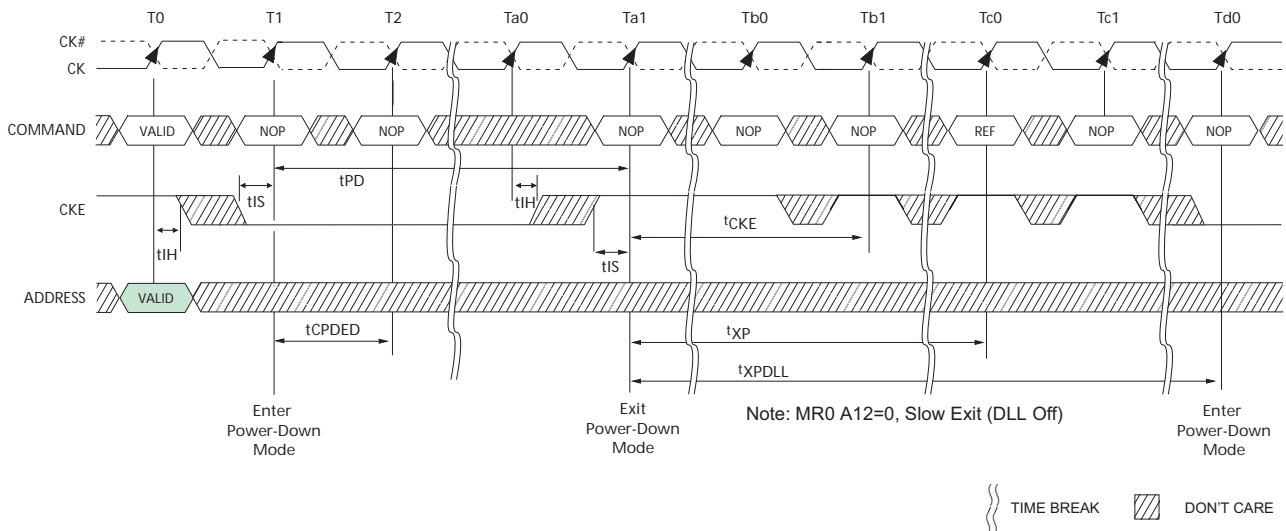 T0 T1 T2 Ta0 Ta1 Tb0 Tb1 Tc0 Tc1 Td0
CK#
CK
COMMAND VALID NOP NOP NOP NOP NOP REF NOP NOP
tPD
tIS tIH
CKE
tCKE
tIH tIS
ADDRESS VALID
tCPDED
tXP
tXPDLL
Enter
Power-Down
Mode
Exit
Power-Down
Mode
Note: MR0 A12=0, Slow Exit (DLL Off)
Enter
Power-Down
Mode
TIME BREAK DON'T CARE